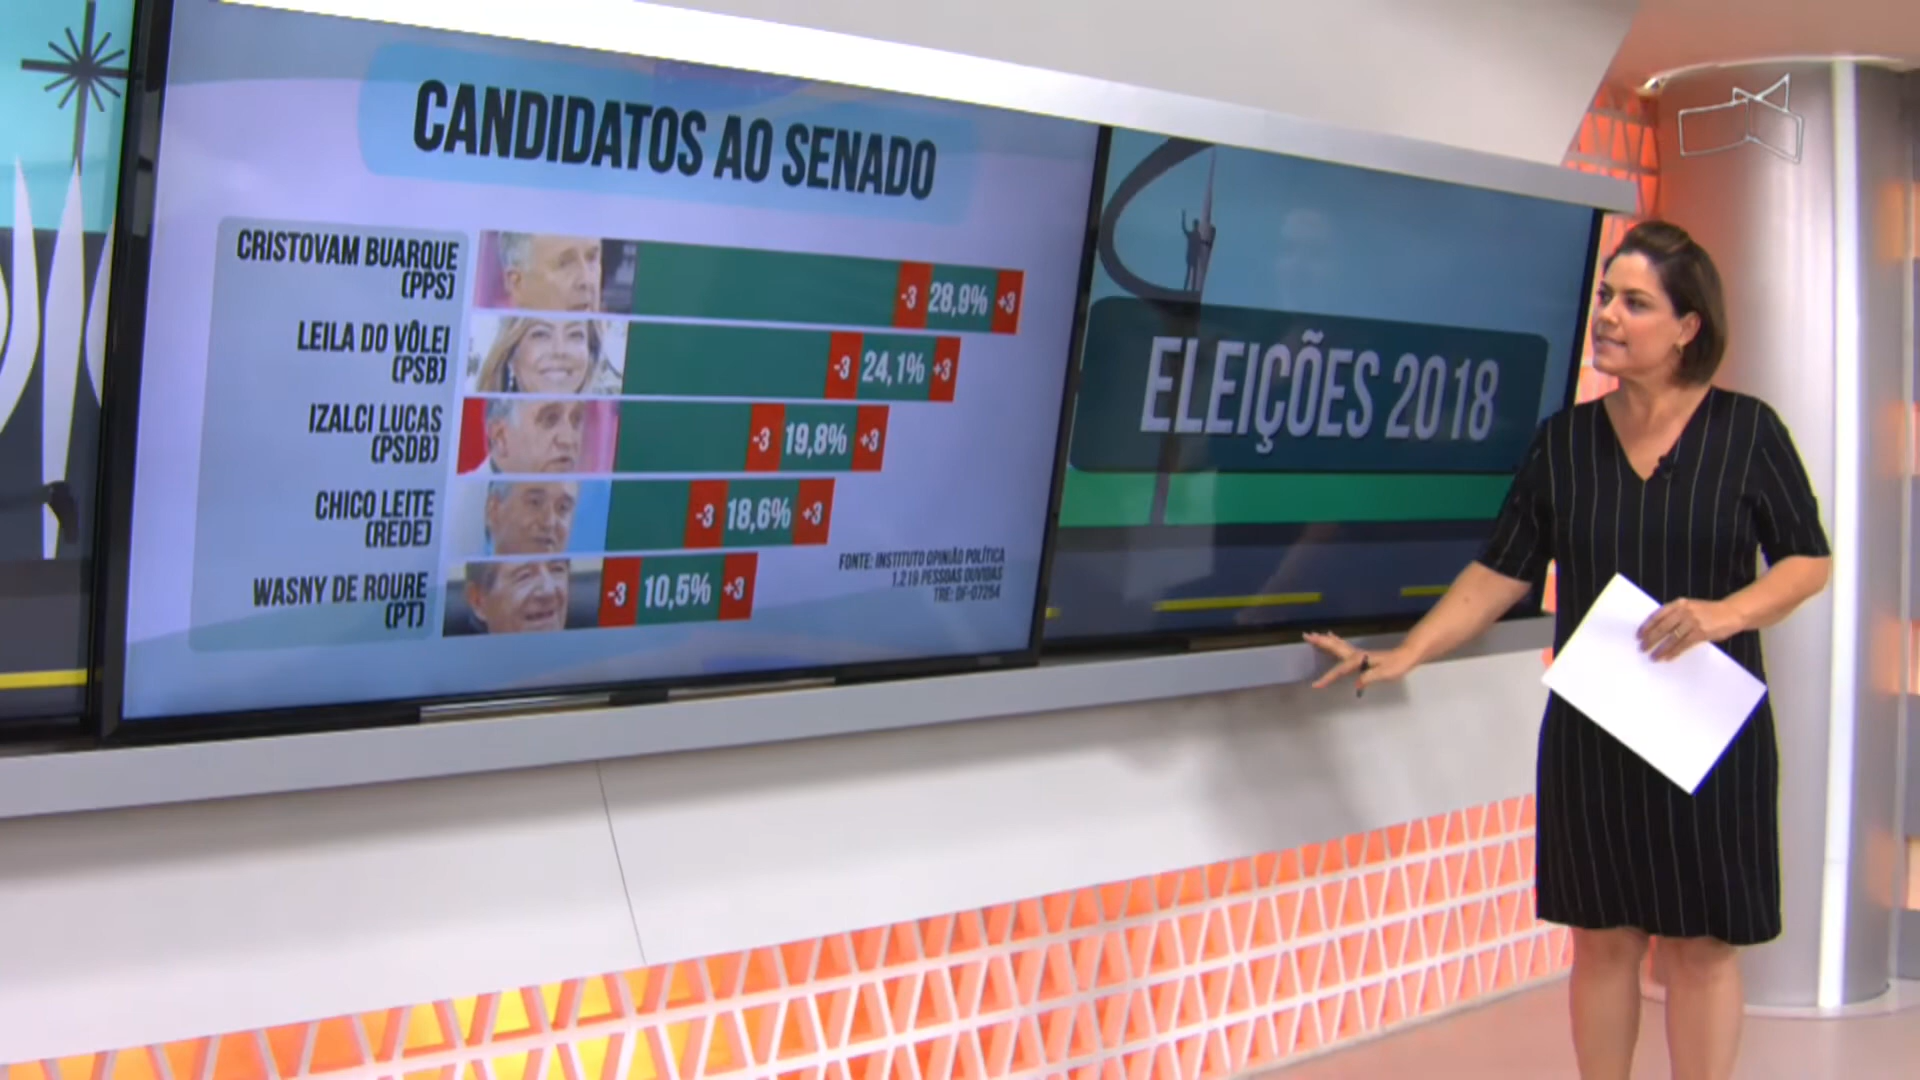 CANDIDATOS AO SENADO
CRISTOVAM BUARQUE
(PPS)
-3 28,9% +3
LEILA DO VÔLEI
(PSB)
-3 24,1% +3
IZALCI LUCAS
(PSDB)
-3 19,8% +3
CHICO LEITE
(REDE)
-3 18,6% +3
WASNY DE ROURE
(PT)
-3 10,5% +3
FONTE: INSTITUTO OPINIÃO POLÍTICA
1.219 PESSOAS OUVIDAS
TRE: DF-07264
ELEIÇÕES 2018